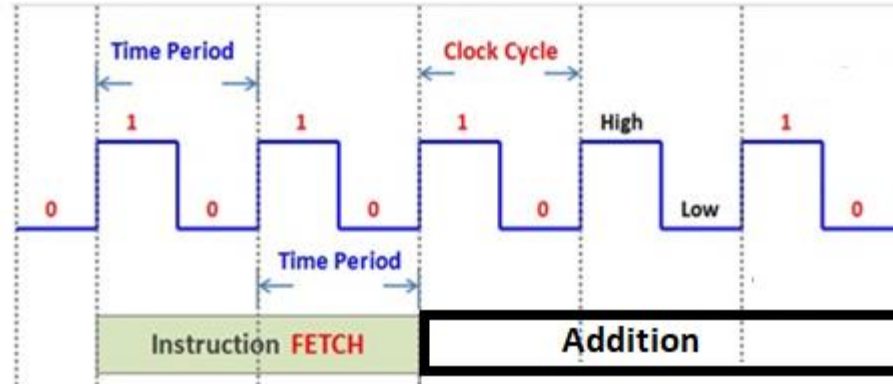 Time Period
Clock Cycle
1
1
1
High
1
0
0
0
0
Low
0
Time Period
Instruction FETCH
Addition